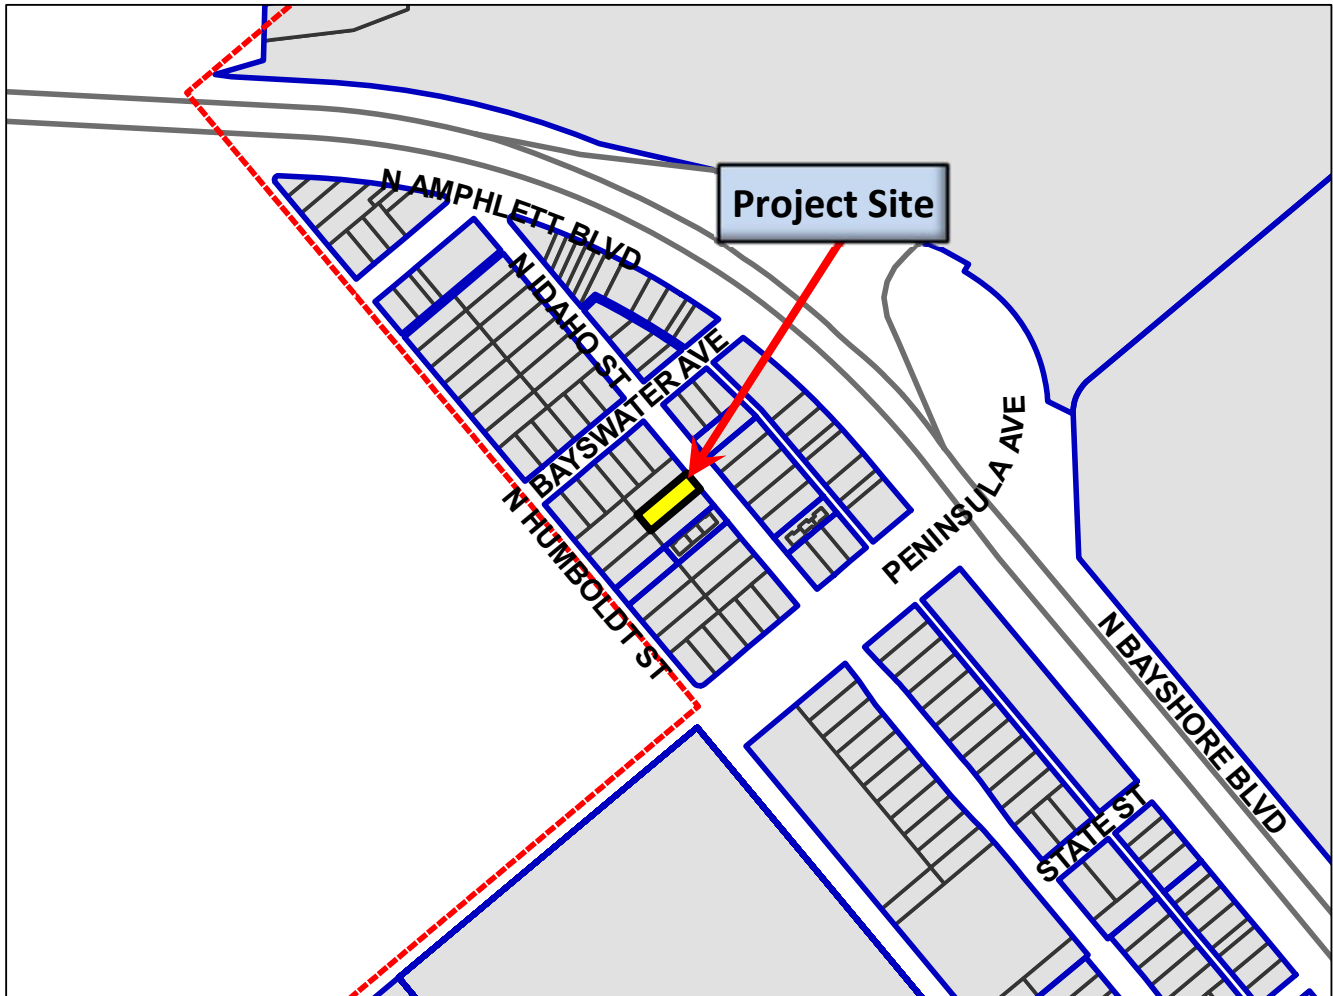 N AMPHLETT BLVD
Project Site
N IDAHO ST
BAYSWATER AVE
PENINSULA AVE
N HUMBOLDT ST
N BAYSHORE BLVD
STATE ST